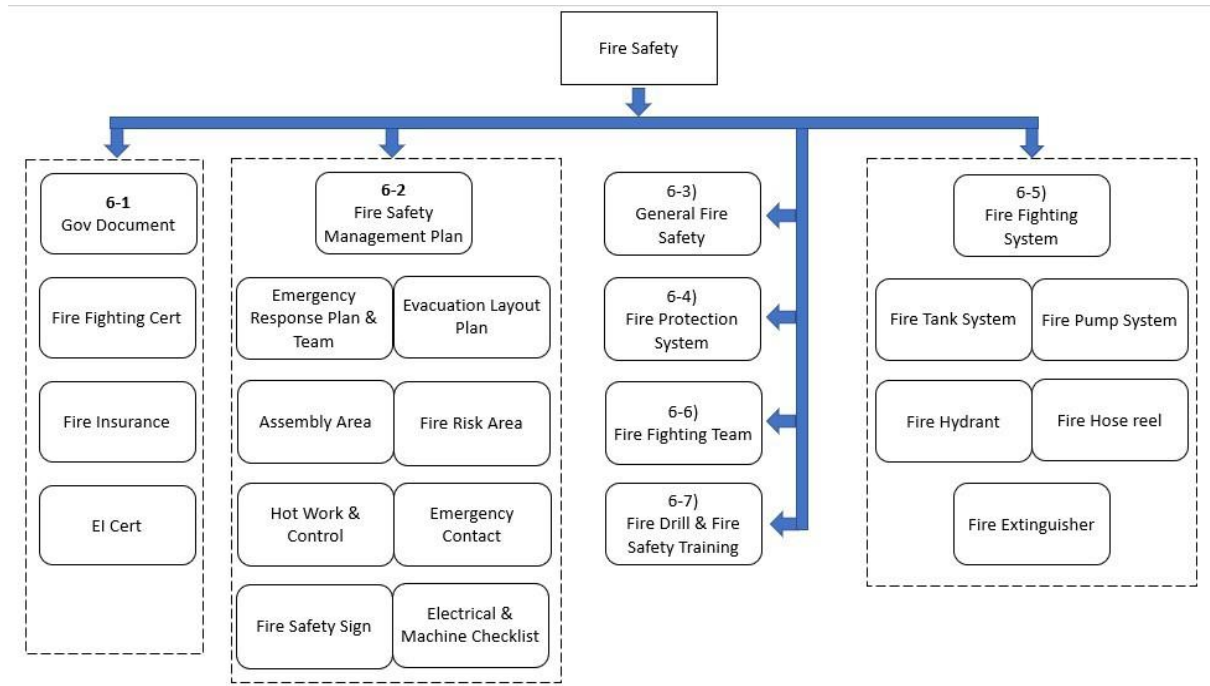 Fire Safety
6-1
Gov Document
Fire Fighting Cert
Fire Insurance
EI Cert
6-2
Fire Safety
Management Plan
Emergency
Response Plan &
Team
Evacuation Layout
Plan
Assembly Area
Fire Risk Area
Hot Work &
Control
Emergency
Contact
Fire Safety Sign
Electrical &
Machine Checklist
6-3)
General Fire
Safety
6-4)
Fire Protection
System
6-6)
Fire Fighting Team
6-7)
Fire Drill & Fire
Safety Training
6-5)
Fire Fighting
System
Fire Tank System
Fire Pump System
Fire Hydrant
Fire Hose reel
Fire Extinguisher